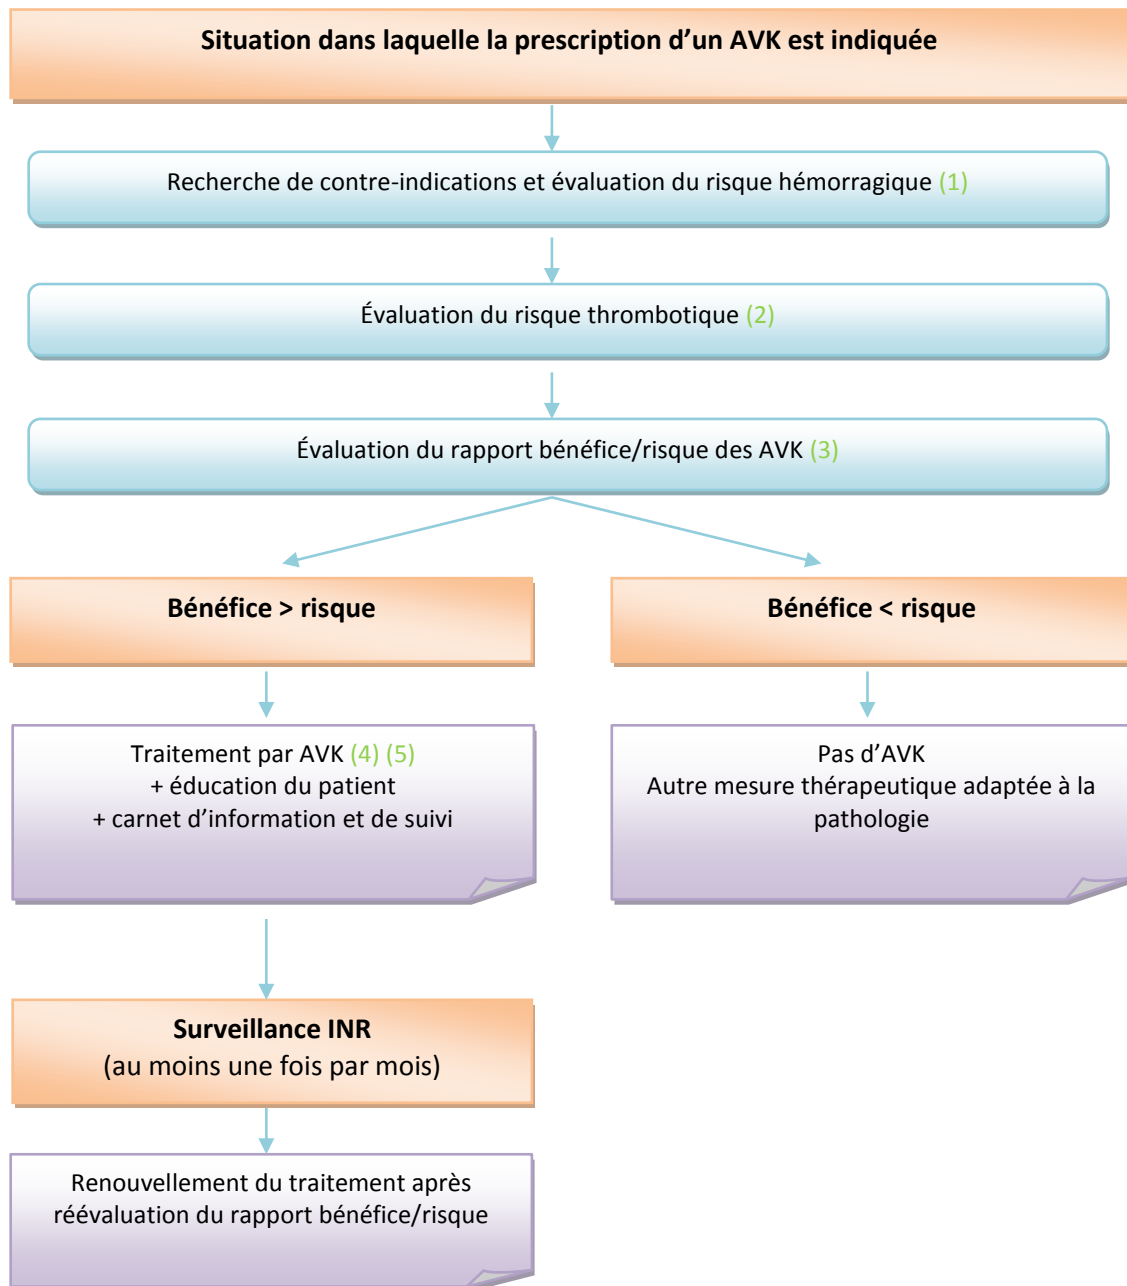 Situation dans laquelle la prescription d’un AVK est indiquée
Recherche de contre-indications et évaluation du risque hémorragique (1)
Évaluation du risque thrombotique (2)
Évaluation du rapport bénéfice/risque des AVK (3)
Bénéfice > risque
Bénéfice < risque
Traitement par AVK (4) (5)
+ éducation du patient
+ carnet d’information et de suivi
Pas d’AVK
Autre mesure thérapeutique adaptée à la
pathologie
Surveillance INR
(au moins une fois par mois)
Renouvellement du traitement après
réévaluation du rapport bénéfice/risque